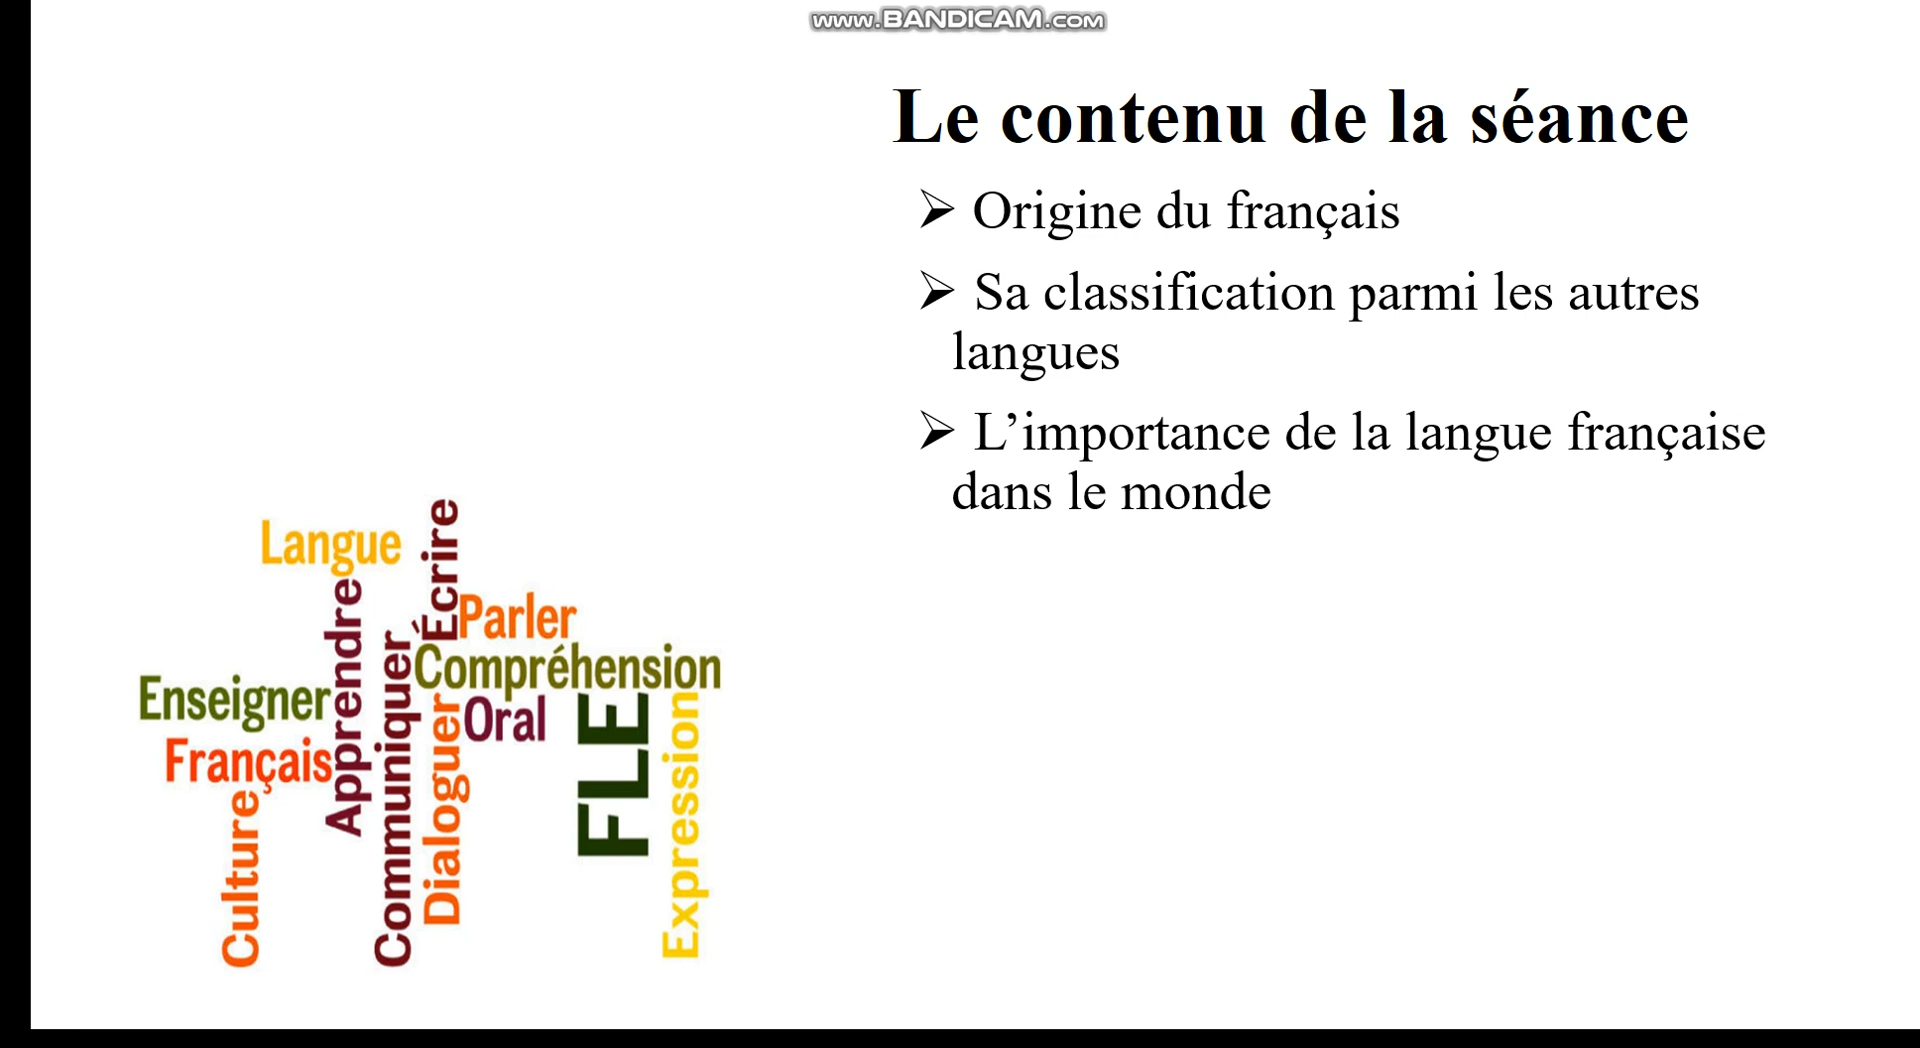 www.BANDICAM.com
Le contenu de la séance
➢ Origine du français
➢ Sa classification parmi les autres
langues
➢ L’importance de la langue française
dans le monde
Langue
Écrire
Parler
Apprendre
Communiquer
Compréhension
Enseigner
Oral
Dialoguer
FLE
Expression
Français
Culture